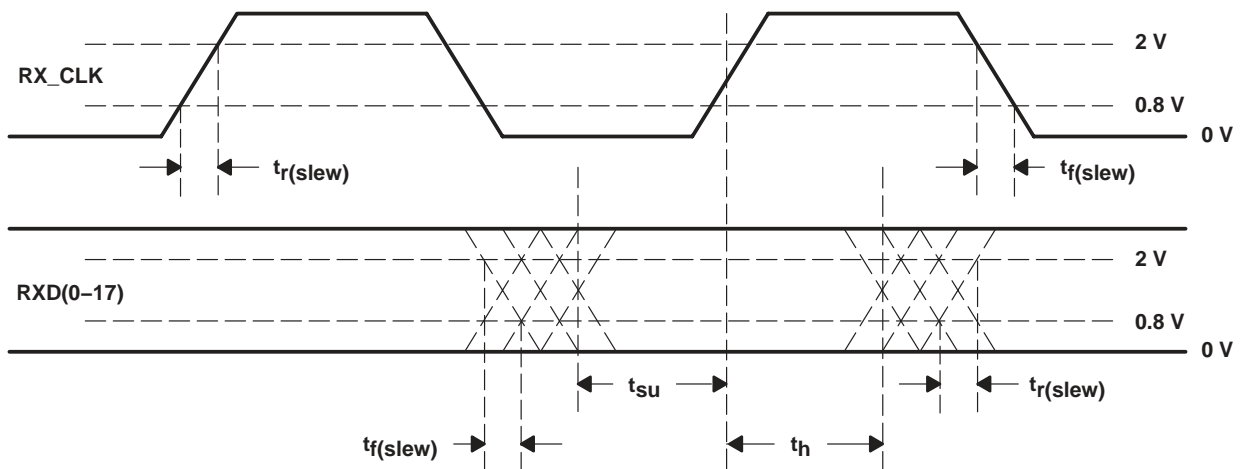 2 V
RX_CLK
0.8 V
0 V
tr(slew)
tf(slew)
2 V
RXD(0–17)
0.8 V
0 V
tsu
tr(slew)
tf(slew)
th